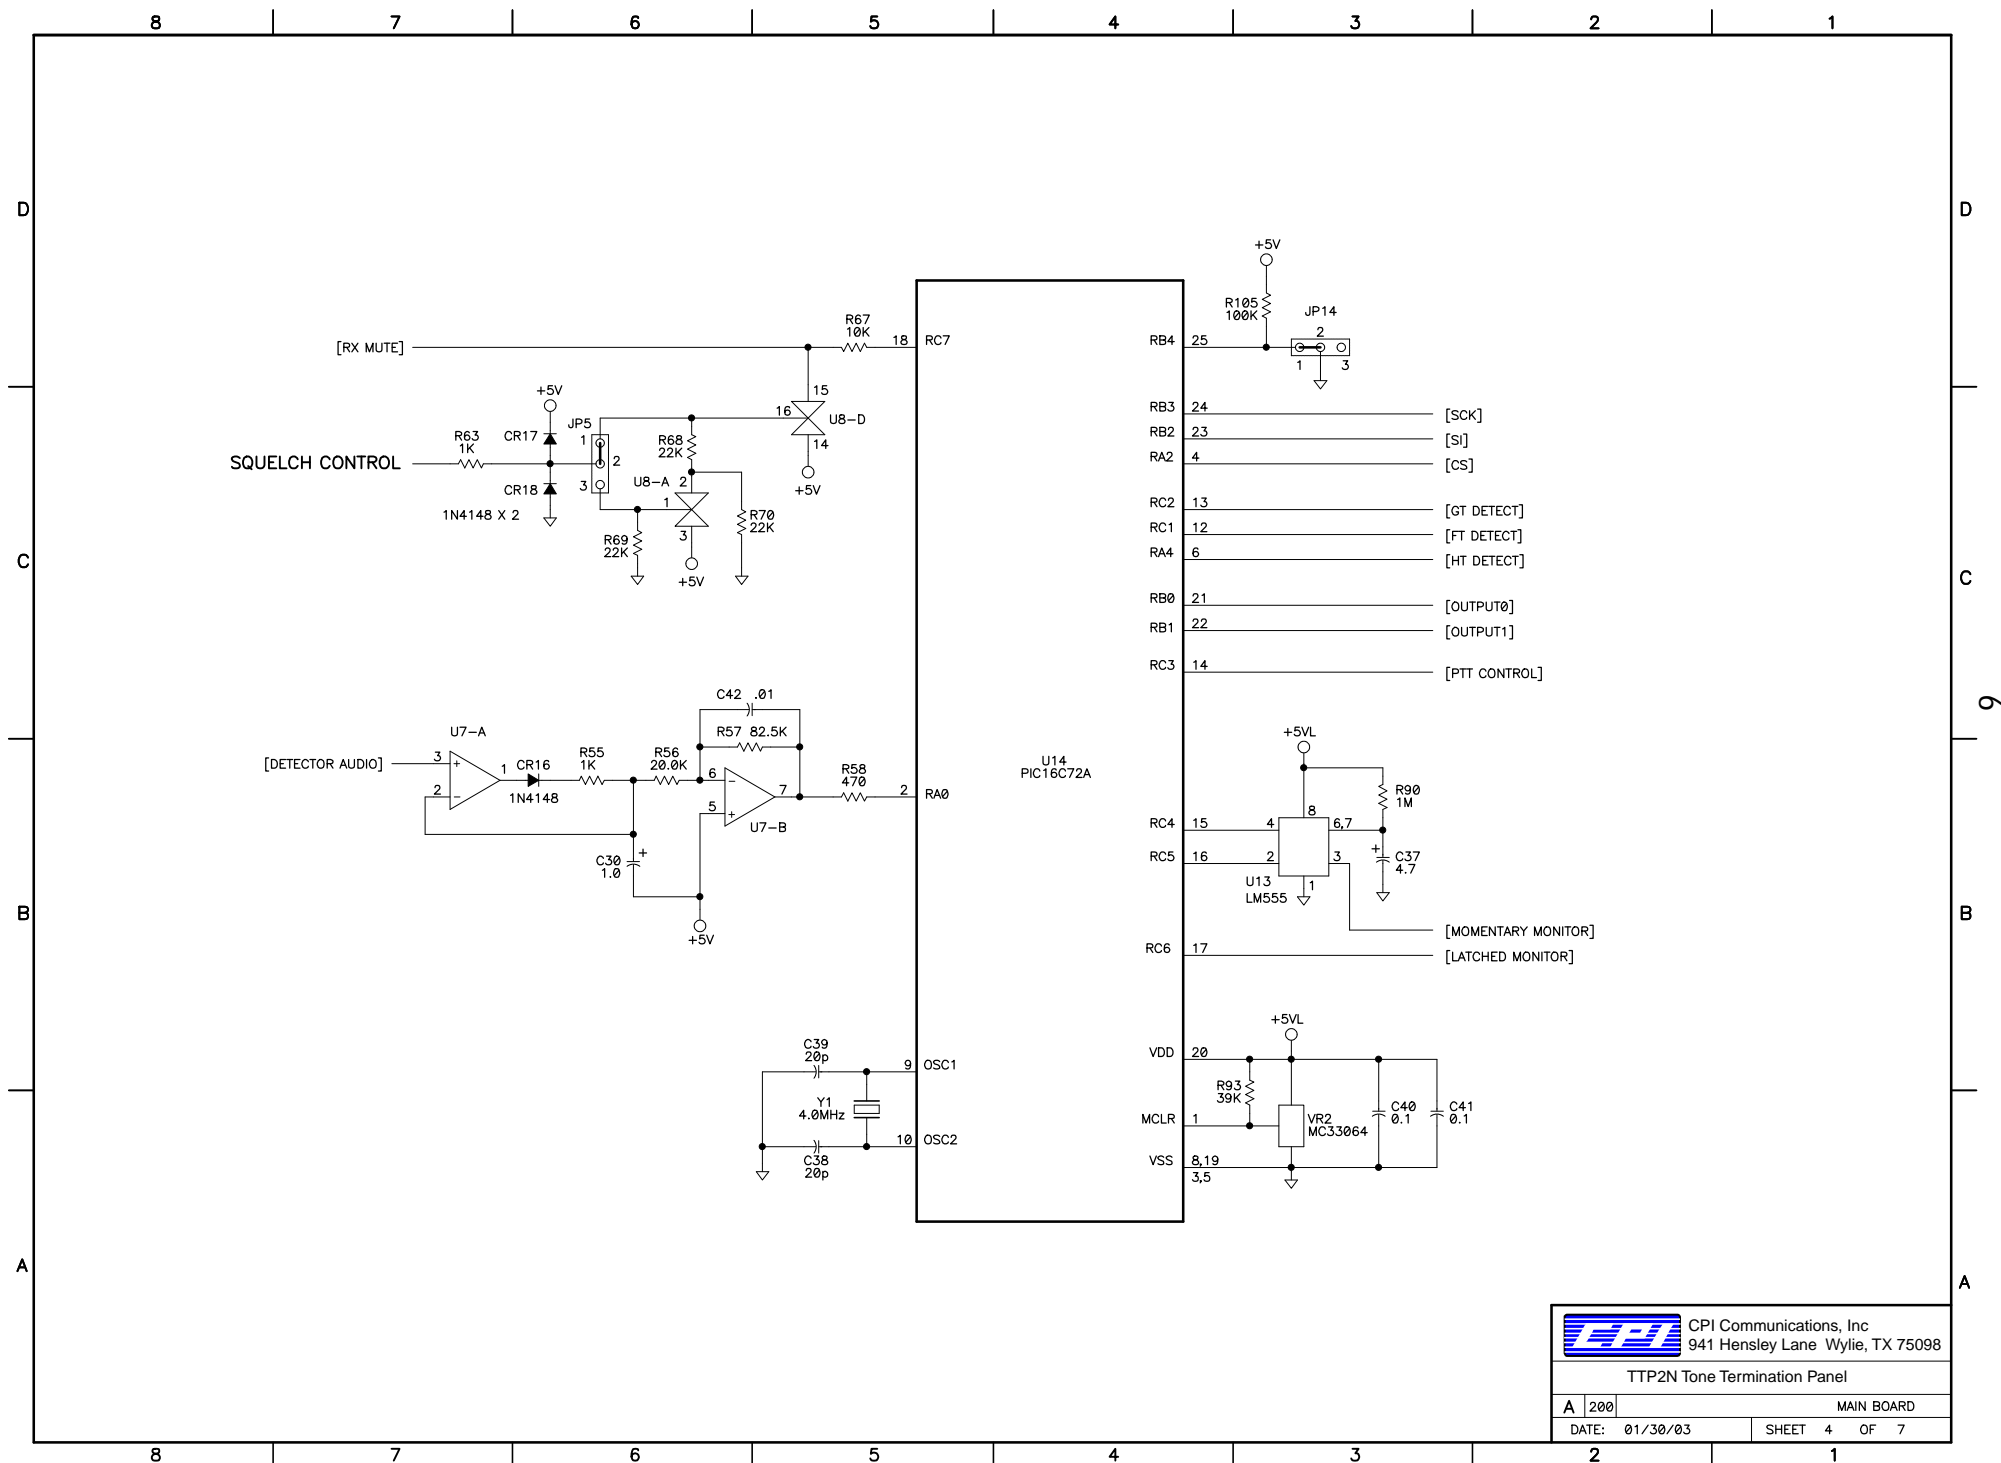 8 7 6 5 4 3 2 1
D D
+5V
R105
100K
JP14
2
1 3
R67
10K
[RX MUTE]
18 RC7
RB4 25
+5V
CR17
JP5
1
2
3
R63
1K
SQUELCH CONTROL
CR18
1N4148 X 2
R68
22K
U8-A 2
1
3
+5V
R69
22K
R70
22K
15
16
U8-D
14
+5V
RB3 24 [SCK]
RB2 23 [SI]
RA2 4 [CS]
RC2 13 [GT DETECT]
RC1 12 [FT DETECT]
RA4 6 [HT DETECT]
C C
RB0 21 [OUTPUT0]
RB1 22 [OUTPUT1]
RC3 14 [PTT CONTROL]
6
C42 .01
R57 82.5K
U7-A
[DETECTOR AUDIO]
3 +
2 −
1
CR16
1N4148
R55
1K
R56
20.0K
6 −
5 +
7
U7-B
R58
470
2 RA0
C30 +
1.0
+5V
U14
PIC16C72A
+5VL
R90
1M
8
RC4 15 4 6,7
RC5 16 2 3
+ C37
4.7
U13
LM555
1
B B
[MOMENTARY MONITOR]
RC6 17 [LATCHED MONITOR]
C39
20p
9 OSC1
Y1
4.0MHz
10 OSC2
C38
20p
+5VL
VDD 20
R93
39K
MCLR 1
VR2
MC33064
C40
0.1
C41
0.1
VSS 8,19
3,5
A A
CPI
CPI Communications, Inc
941 Hensley Lane Wylie, TX 75098
TTP2N Tone Termination Panel
A 200 MAIN BOARD
DATE: 01/30/03 SHEET 4 OF 7
8 7 6 5 4 3 2 1